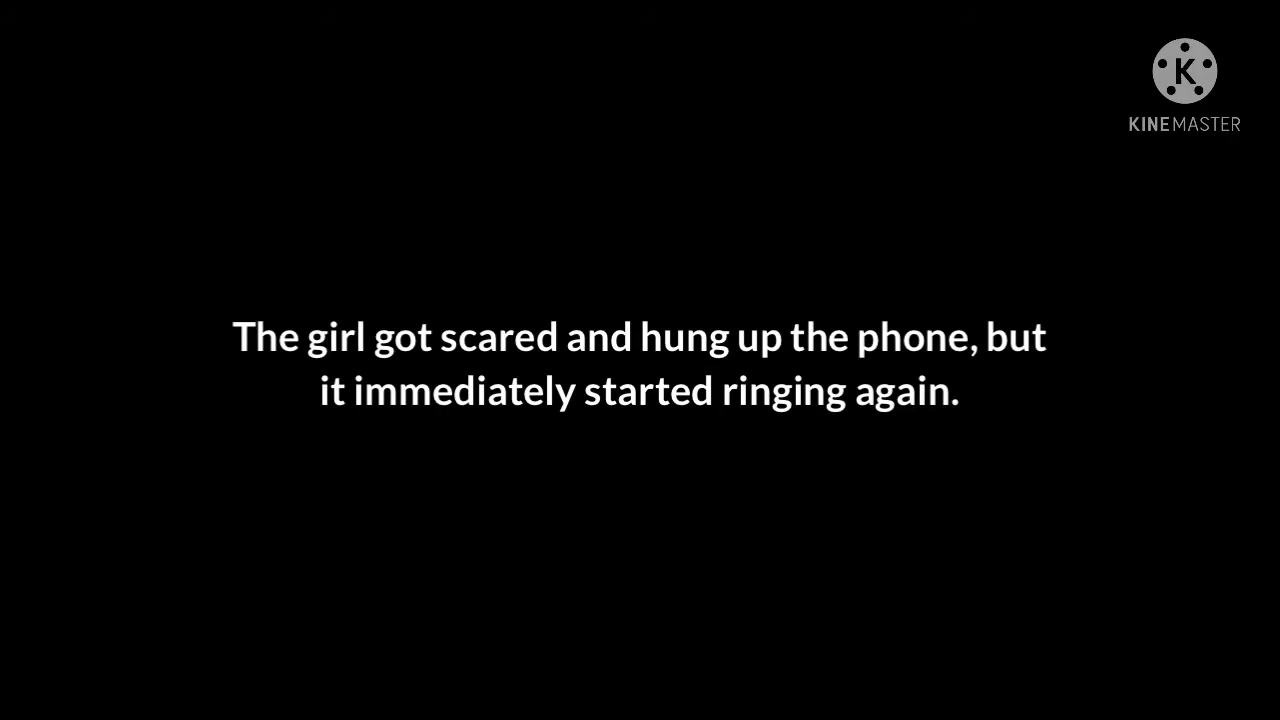 K
KINEMASTER
The girl got scared and hung up the phone, but
it immediately started ringing again.